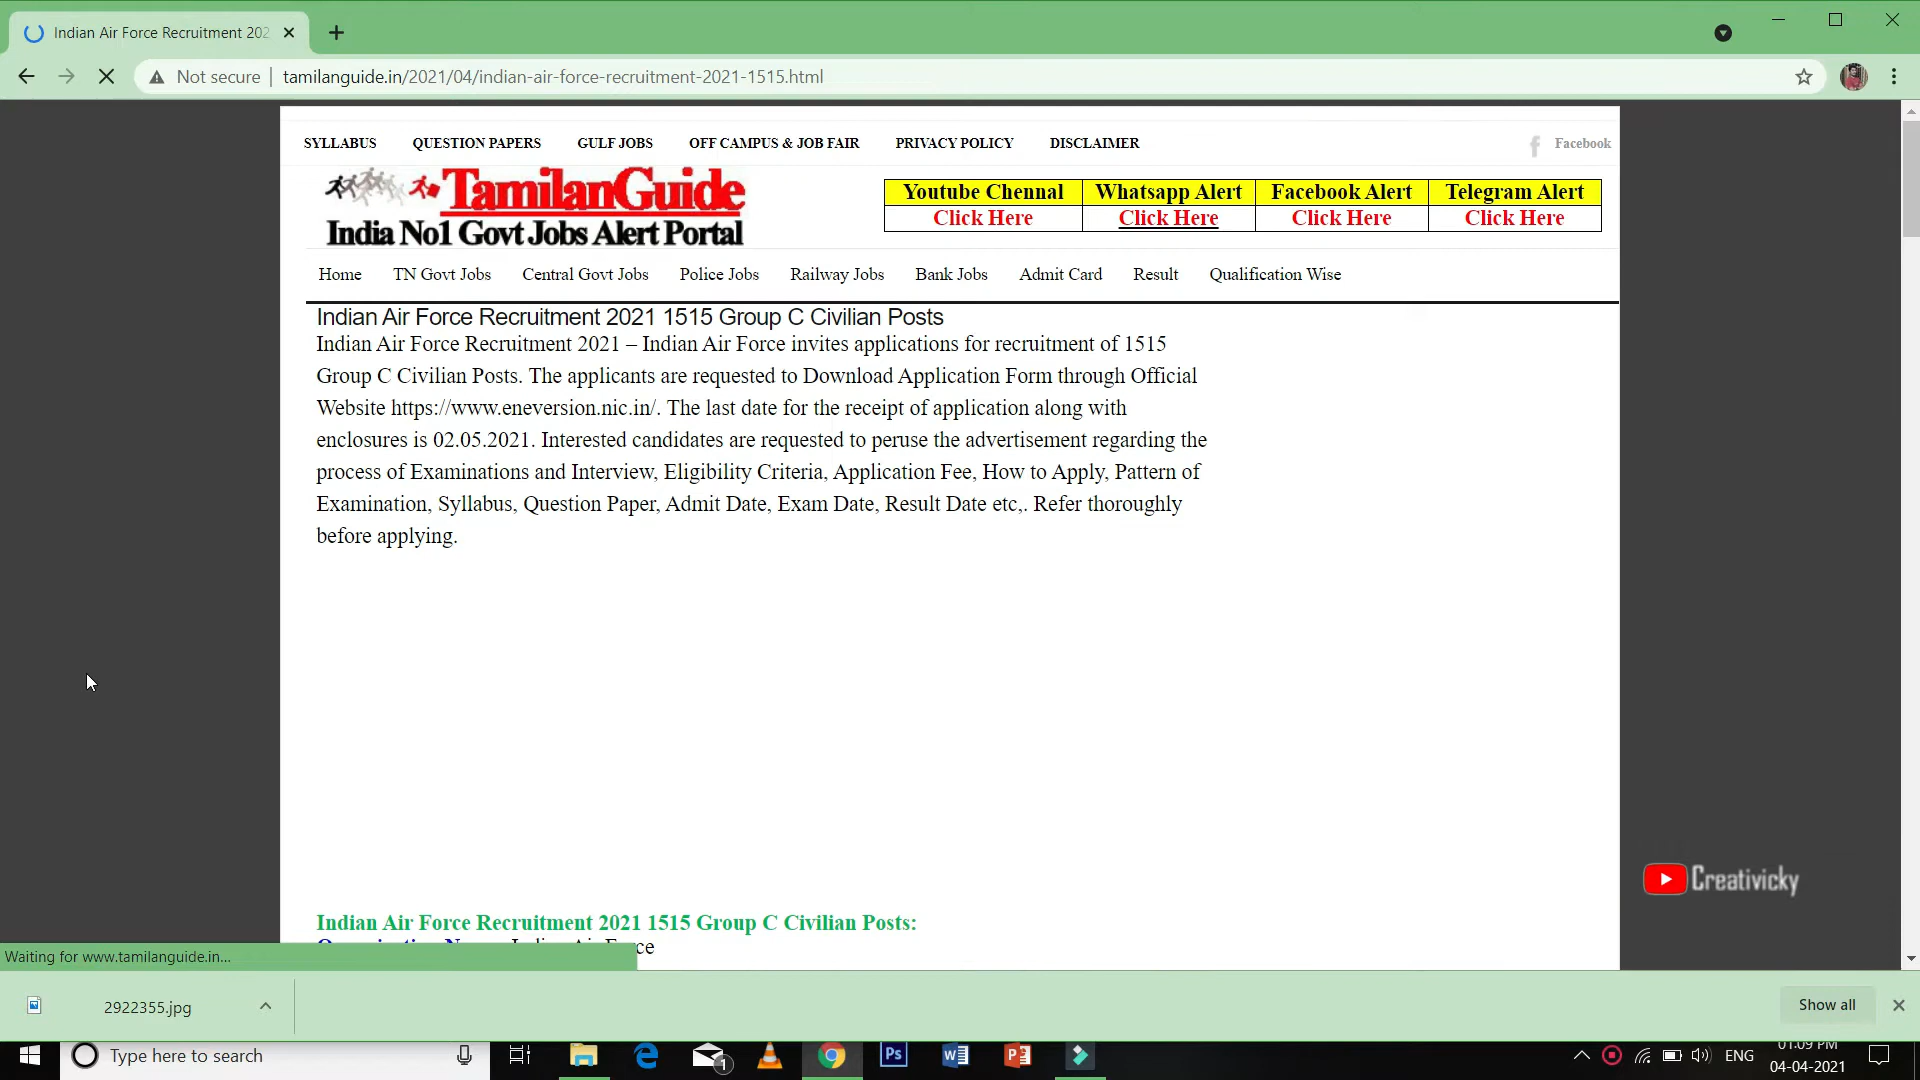 Indian Air Force Recruitment 202
Not secure
tamilanguide.in/2021/04/indian-air-force-recruitment-2021-1515.html
SYLLABUS QUESTION PAPERS GULF JOBS OFF CAMPUS & JOB FAIR PRIVACY POLICY DISCLAIMER Facebook
TamilanGuide
India No1 Govt Jobs Alert Portal
Youtube Chennal Whatsapp Alert Facebook Alert Telegram Alert
Click Here Click Here Click Here Click Here
Home TN Govt Jobs Central Govt Jobs Police Jobs Railway Jobs Bank Jobs Admit Card Result Qualification Wise
Indian Air Force Recruitment 2021 1515 Group C Civilian Posts
Indian Air Force Recruitment 2021 – Indian Air Force invites applications for recruitment of 1515
Group C Civilian Posts. The applicants are requested to Download Application Form through Official
Website https://www.eneversion.nic.in/. The last date for the receipt of application along with
enclosures is 02.05.2021. Interested candidates are requested to peruse the advertisement regarding the
process of Examinations and Interview, Eligibility Criteria, Application Fee, How to Apply, Pattern of
Examination, Syllabus, Question Paper, Admit Date, Exam Date, Result Date etc,. Refer thoroughly
before applying.
Creativicky
Indian Air Force Recruitment 2021 1515 Group C Civilian Posts:
Waiting for www.tamilanguide.in...
2922355.jpg
Show all
Type here to search
1
Ps
ENG
01:09 PM
04-04-2021